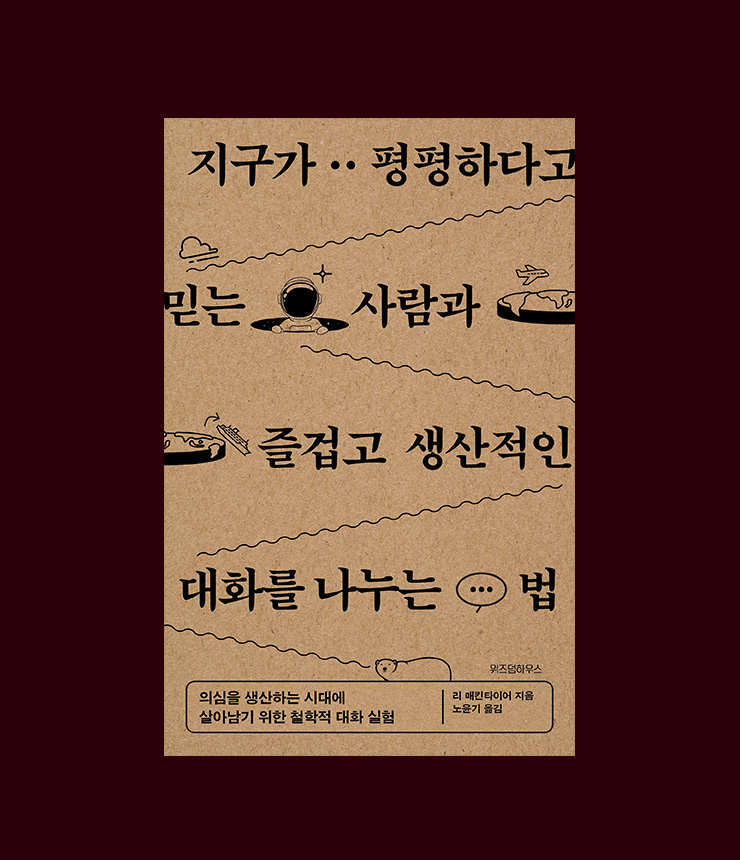 지구가 •• 평평하다고
믿는 사람과
즐겁고 생산적인
대화를 나누는 ••• 법
위즈덤하우스
의심을 생산하는 시대에
살아남기 위한 철학적 대화 실험
리 매킨타이어 지음
노윤기 옮김